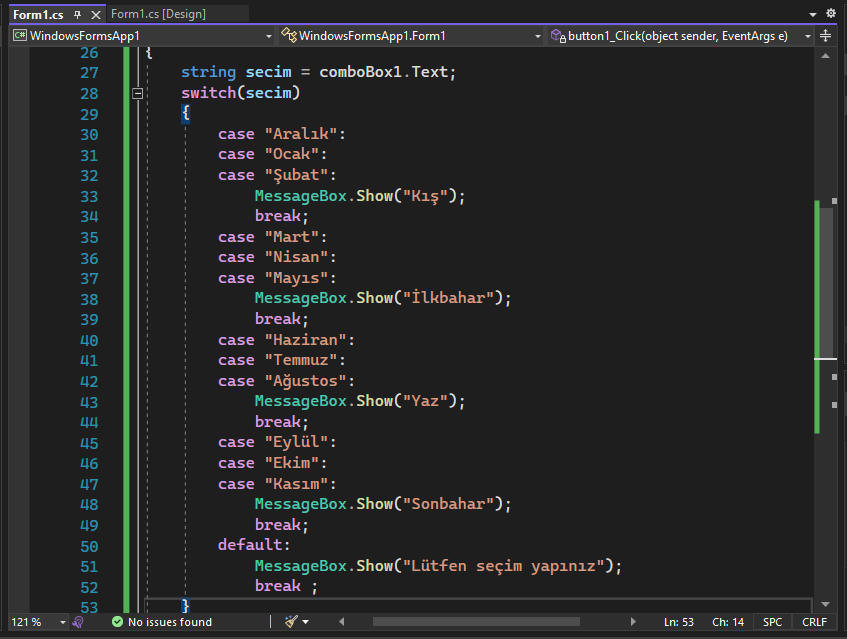 Form1.cs Form1.cs [Design]
C# WindowsFormsApp1 WindowsFormsApp1.Form1 button1_Click(object sender, EventArgs e)
26 {
27 string secim = comboBox1.Text;
28 switch(secim)
29 {
30 case "Aralık":
31 case "Ocak":
32 case "Şubat":
33 MessageBox.Show("Kış");
34 break;
35 case "Mart":
36 case "Nisan":
37 case "Mayıs":
38 MessageBox.Show("İlkbahar");
39 break;
40 case "Haziran":
41 case "Temmuz":
42 case "Ağustos":
43 MessageBox.Show("Yaz");
44 break;
45 case "Eylül":
46 case "Ekim":
47 case "Kasım":
48 MessageBox.Show("Sonbahar");
49 break;
50 default:
51 MessageBox.Show("Lütfen seçim yapınız");
52 break ;
53 }
121 % No issues found Ln: 53 Ch: 14 SPC CRLF